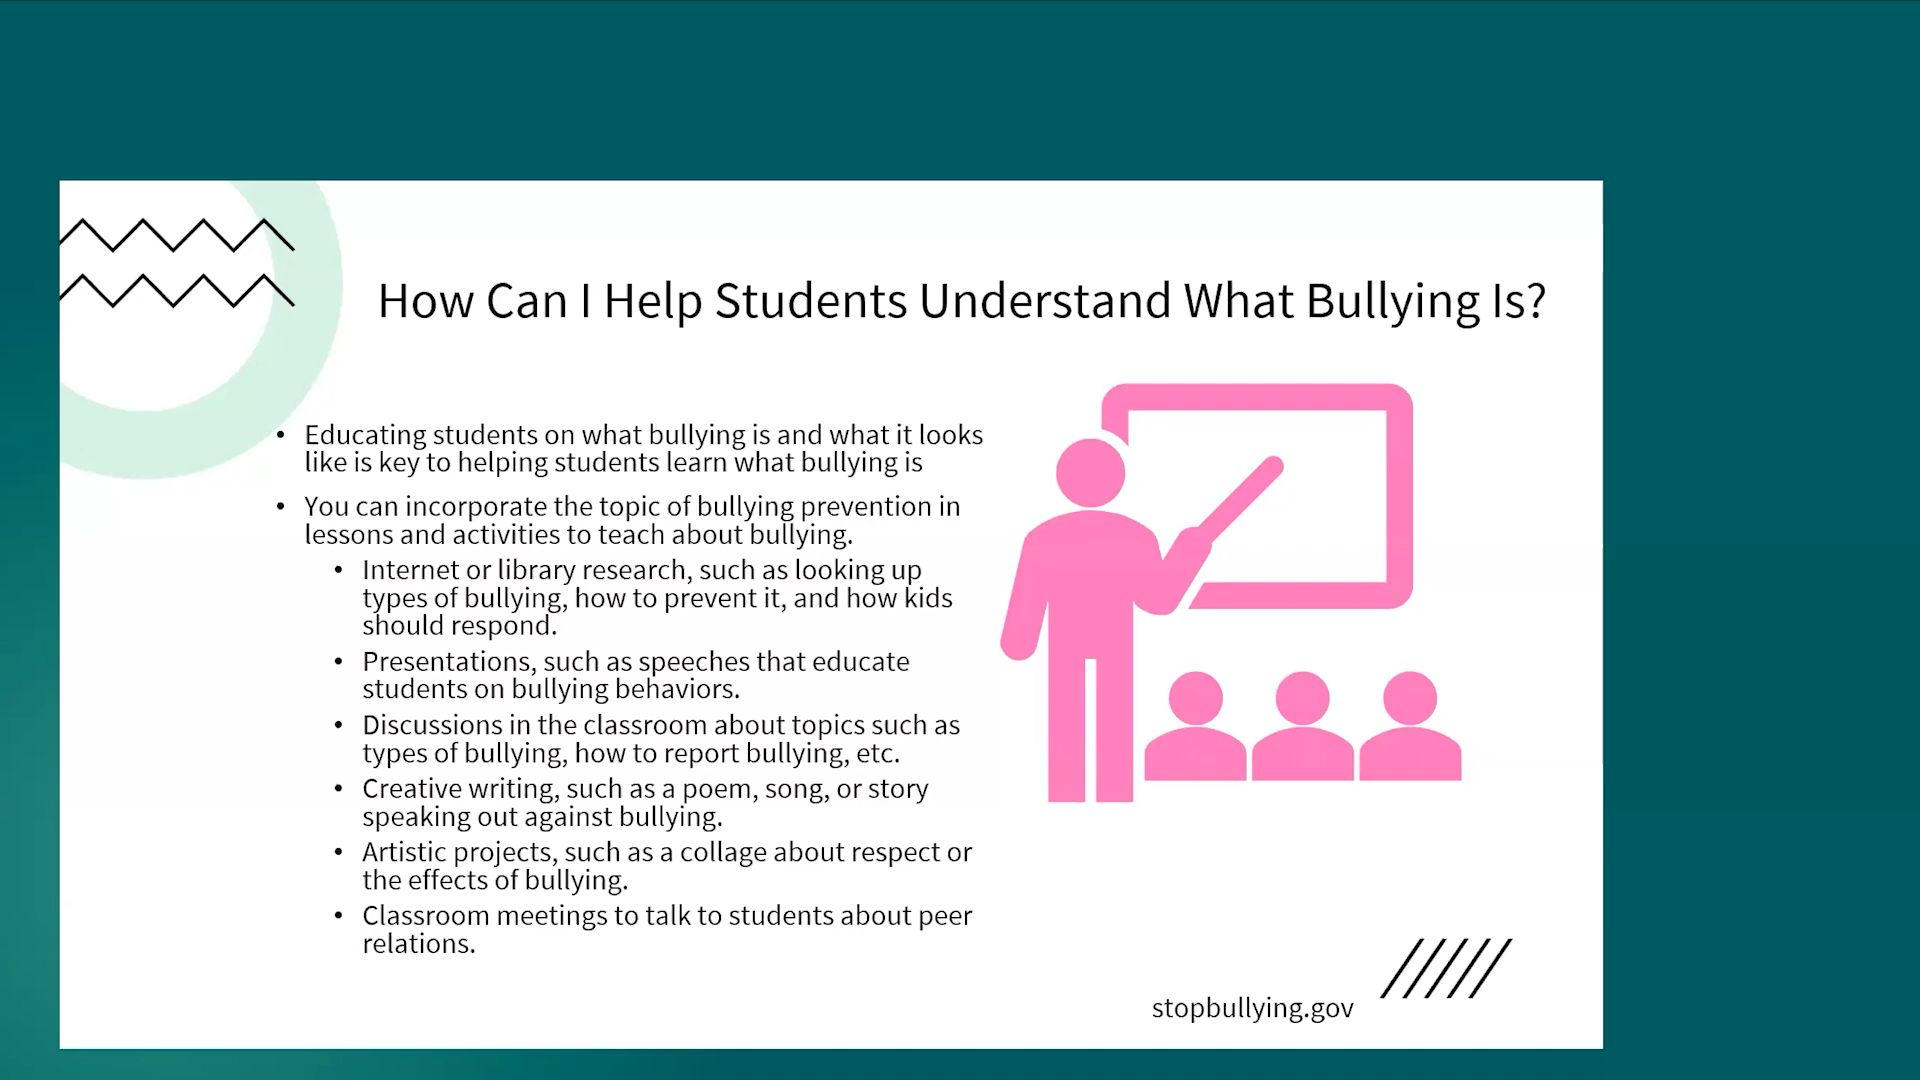 How Can I Help Students Understand What Bullying Is?
• Educating students on what bullying is and what it looks
like is key to helping students learn what bullying is
• You can incorporate the topic of bullying prevention in
lessons and activities to teach about bullying.
• Internet or library research, such as looking up
types of bullying, how to prevent it, and how kids
should respond.
• Presentations, such as speeches that educate
students on bullying behaviors.
• Discussions in the classroom about topics such as
types of bullying, how to report bullying, etc.
• Creative writing, such as a poem, song, or story
speaking out against bullying.
• Artistic projects, such as a collage about respect or
the effects of bullying.
• Classroom meetings to talk to students about peer
relations.
stopbullying.gov